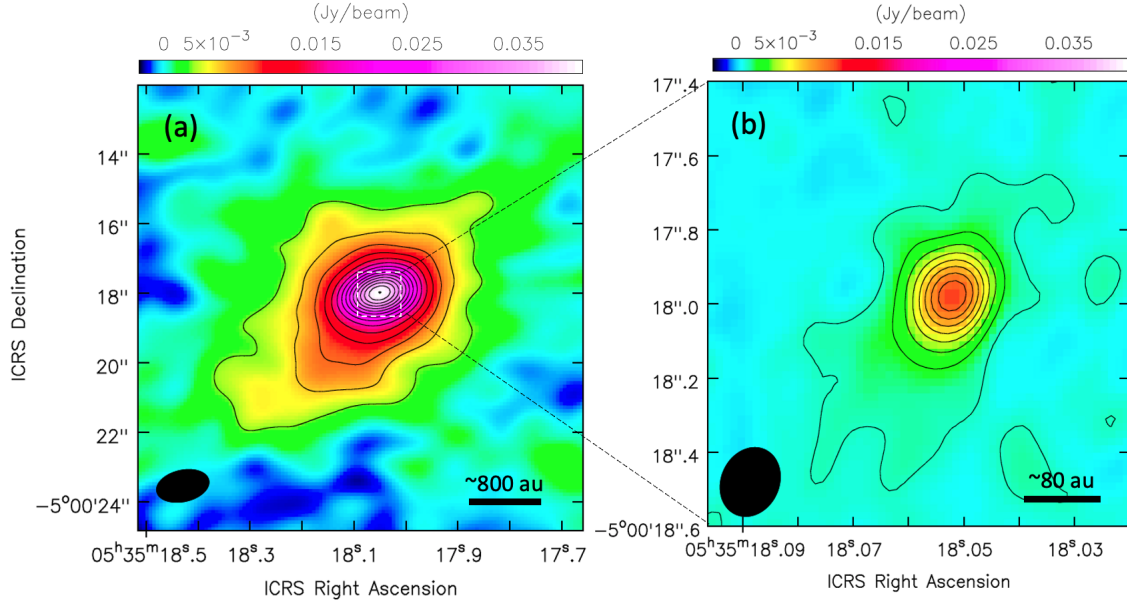 (Jy/beam)
0 5×10⁻³ 0.015 0.025 0.035
(a)
14"
16"
18"
20"
22"
−5°00'24"
ICRS Declination
~800 au
05ʰ35ᵐ18ˢ.5 18ˢ.3 18ˢ.1 17ˢ.9 17ˢ.7
ICRS Right Ascension
(Jy/beam)
0 5×10⁻³ 0.015 0.025 0.035
(b)
17".4
17".6
17".8
18".0
18".2
18".4
−5°00'18".6
~80 au
05ʰ35ᵐ18ˢ.09 18ˢ.07 18ˢ.05 18ˢ.03
ICRS Right Ascension